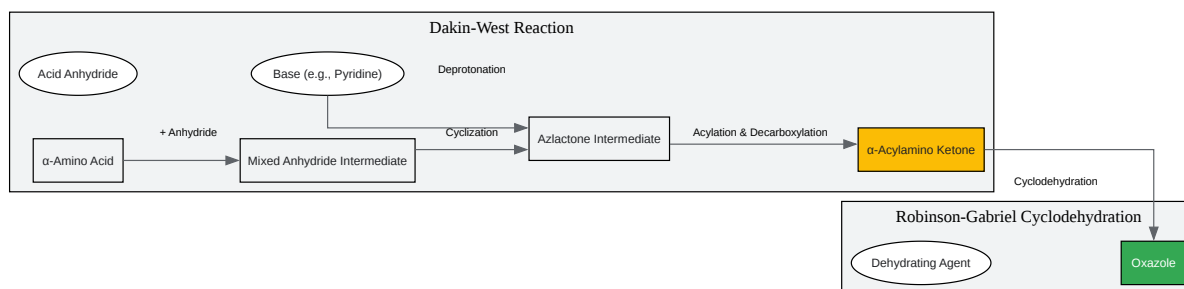 Dakin-West Reaction
Acid Anhydride
Base (e.g., Pyridine)
Deprotonation
+ Anhydride
Cyclization
Azlactone Intermediate
Acylation & Decarboxylation
α-Acylamino Ketone
α-Amino Acid
Mixed Anhydride Intermediate
Cyclodehydration
Robinson-Gabriel Cyclodehydration
Dehydrating Agent
Oxazole